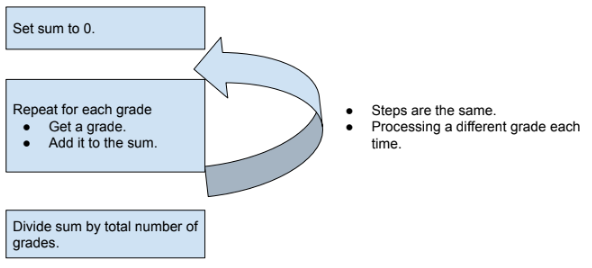 Set sum to 0.
Repeat for each grade
● Get a grade.
● Add it to the sum.
● Steps are the same.
● Processing a different grade each
time.
Divide sum by total number of
grades.